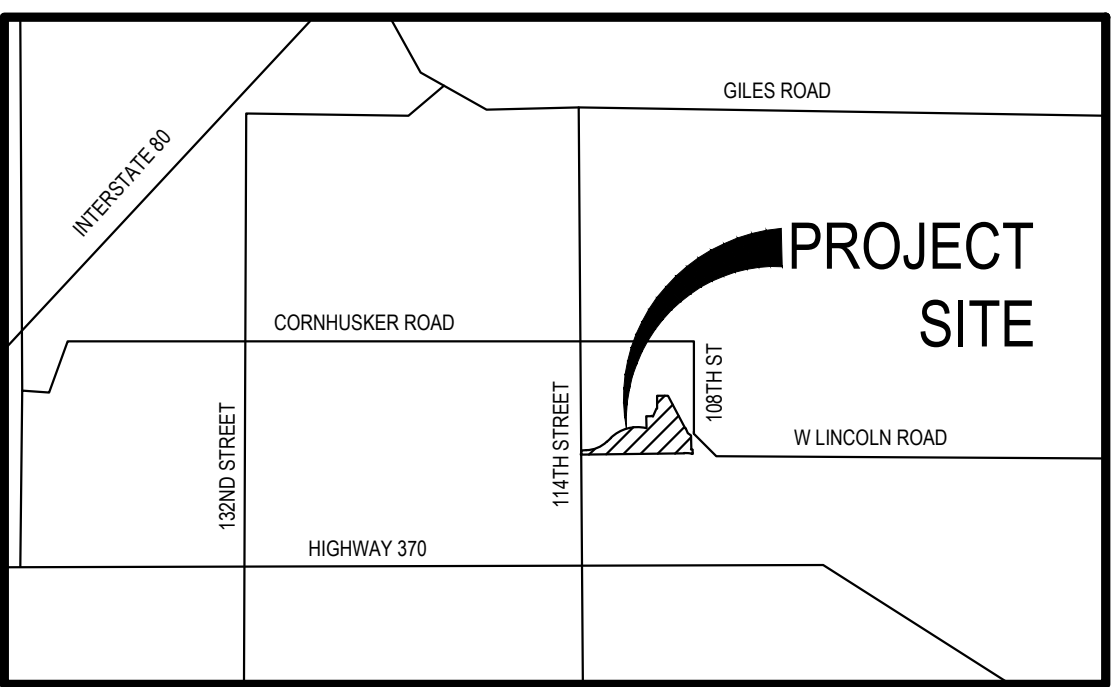 GILES ROAD
INTERSTATE 80
PROJECT
SITE
CORNHUSKER ROAD
108TH ST
132ND STREET
114TH STREET
W LINCOLN ROAD
HIGHWAY 370